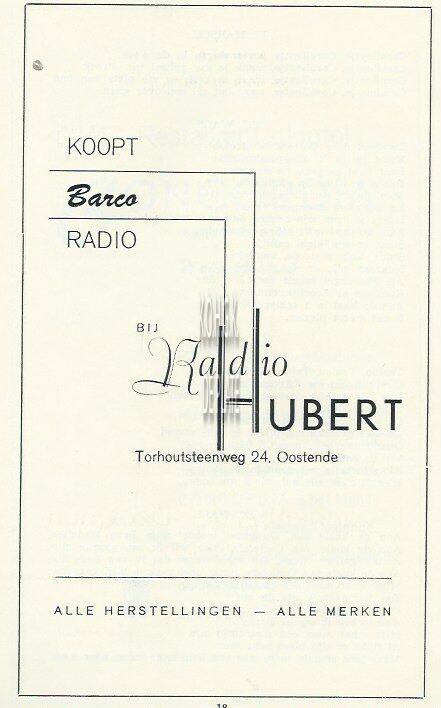 KOOPT
Barco
RADIO
BIJ
Radio
HUBERT
Torhoutsteenweg 24, Oostende
ALLE HERSTELLINGEN — ALLE MERKEN
18